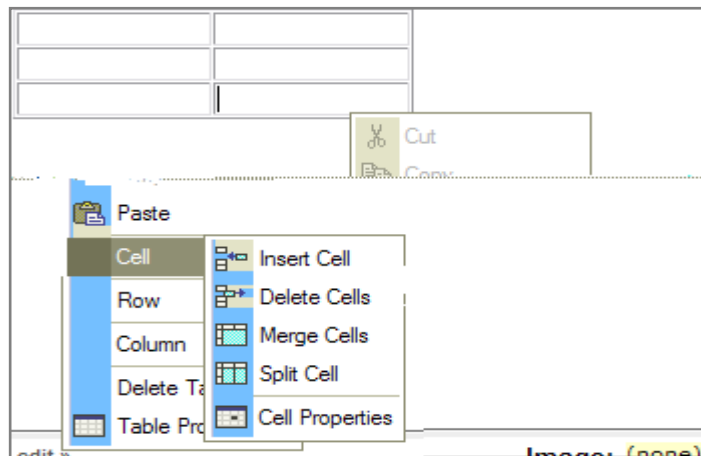 Cut
Copy
Paste
Cell
Insert Cell
Row
Delete Cells
Column
Merge Cells
Split Cell
Delete Ta
Table Pro
Cell Properties
edit »
Image: (none)